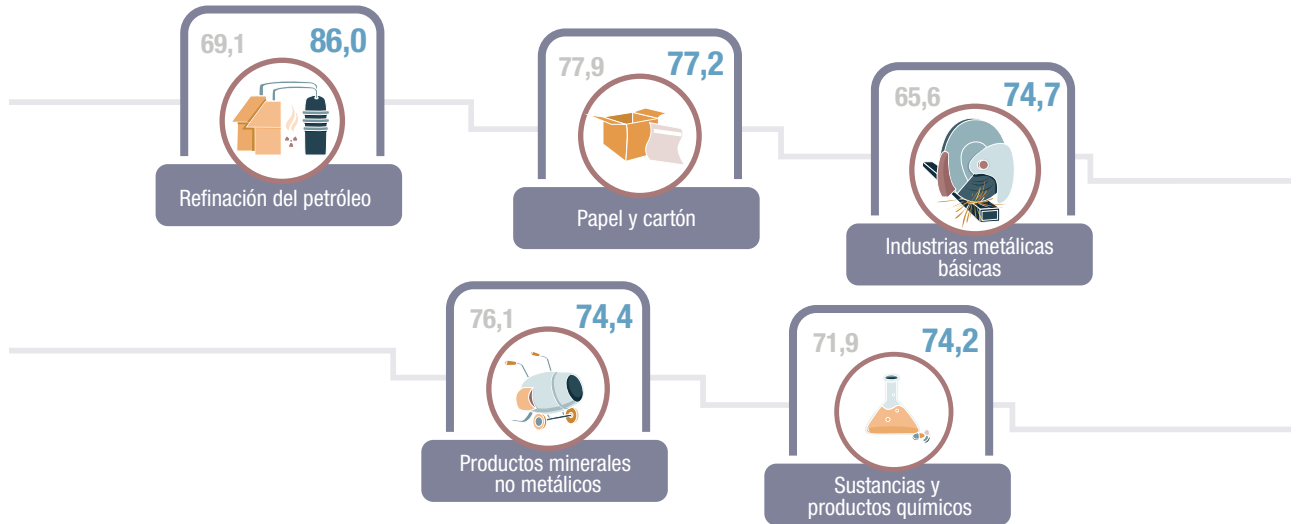 69,1 86,0
Refinación del petróleo
77,9 77,2
Papel y cartón
65,6 74,7
Industrias metálicas
básicas
76,1 74,4
Productos minerales
no metálicos
71,9 74,2
Sustancias y
productos químicos